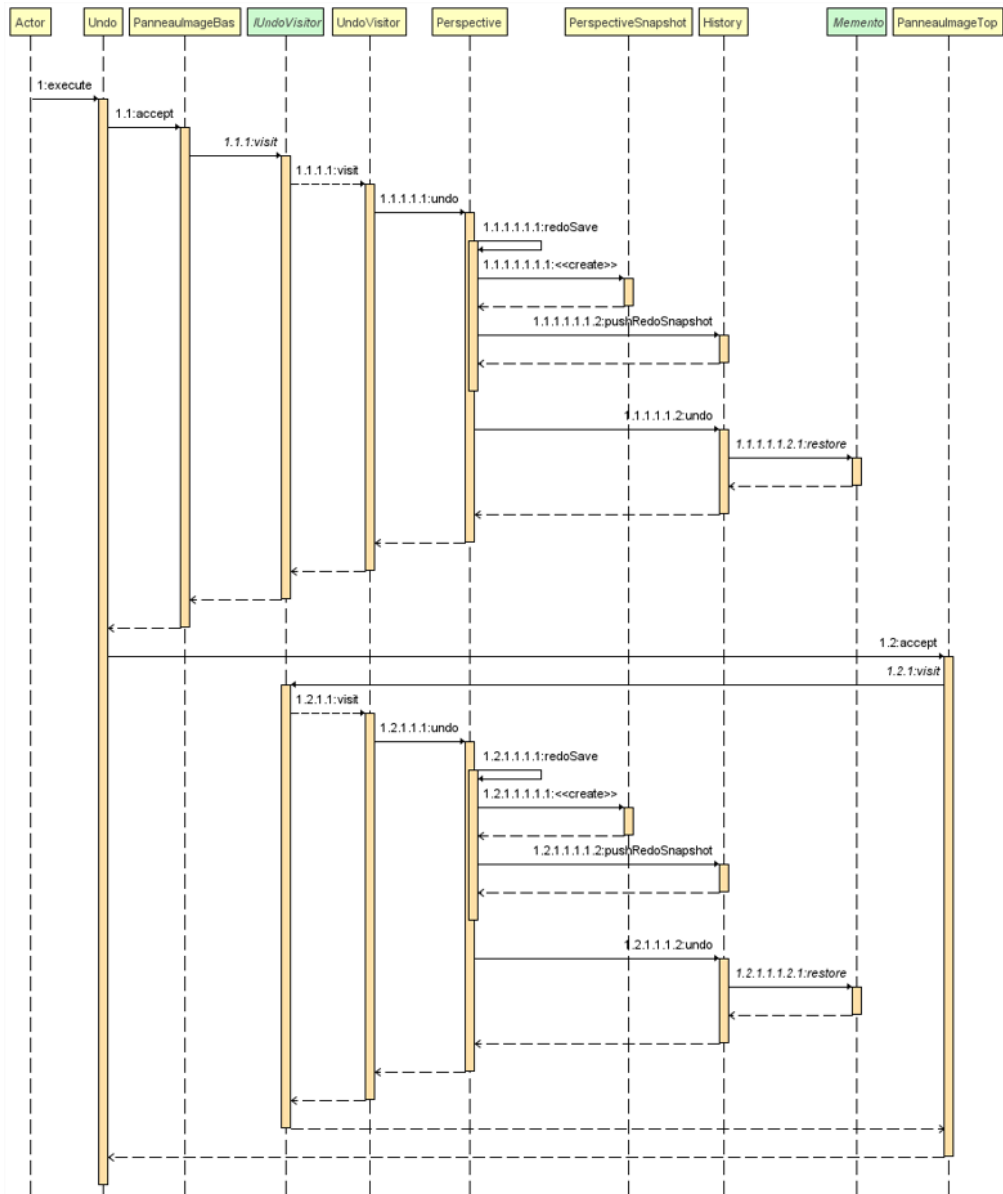 Actor Undo PanneauImageBas IUndoVisitor UndoVisitor Perspective PerspectiveSnapshot History Memento PanneauImageTop
1:execute
1.1:accept
1.1.1:visit
1.1.1.1:visit
1.1.1.1.1:undo
1.1.1.1.1.1:redoSave
1.1.1.1.1.1.1:<<create>>
1.1.1.1.1.1.2:pushRedoSnapshot
1.1.1.1.1.2:undo
1.1.1.1.1.2.1:restore
1.2:accept
1.2.1:visit
1.2.1.1:visit
1.2.1.1.1:undo
1.2.1.1.1.1:redoSave
1.2.1.1.1.1.1:<<create>>
1.2.1.1.1.1.2:pushRedoSnapshot
1.2.1.1.1.2:undo
1.2.1.1.1.2.1:restore